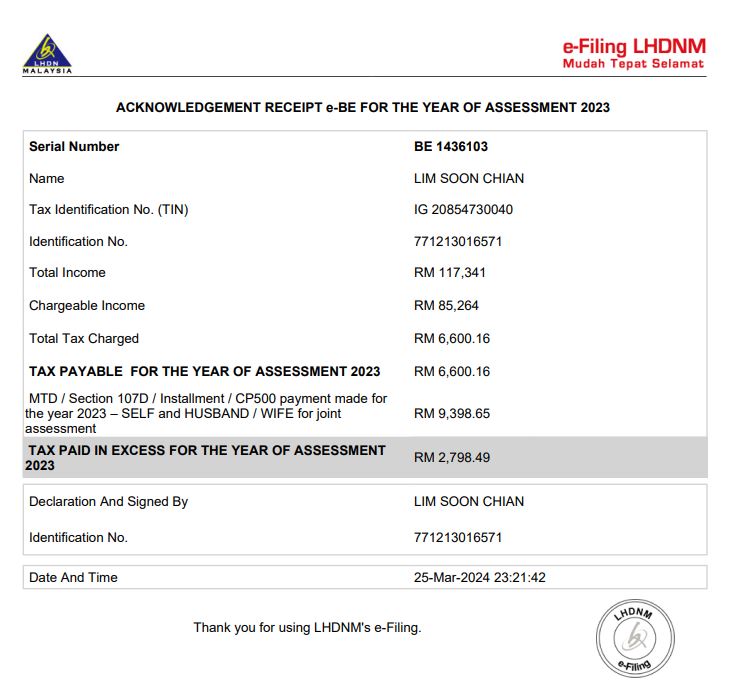 LHDN
MALAYSIA
e-Filing LHDNM
Mudah Tepat Selamat
ACKNOWLEDGEMENT RECEIPT e-BE FOR THE YEAR OF ASSESSMENT 2023
Serial Number BE 1436103
Name LIM SOON CHIAN
Tax Identification No. (TIN) IG 20854730040
Identification No. 771213016571
Total Income RM 117,341
Chargeable Income RM 85,264
Total Tax Charged RM 6,600.16
TAX PAYABLE FOR THE YEAR OF ASSESSMENT 2023 RM 6,600.16
MTD / Section 107D / Installment / CP500 payment made for
the year 2023 – SELF and HUSBAND / WIFE for joint RM 9,398.65
assessment
TAX PAID IN EXCESS FOR THE YEAR OF ASSESSMENT RM 2,798.49
2023
Declaration And Signed By LIM SOON CHIAN
Identification No. 771213016571
Date And Time 25-Mar-2024 23:21:42
Thank you for using LHDNM's e-Filing.
LHDNM
e-Filing